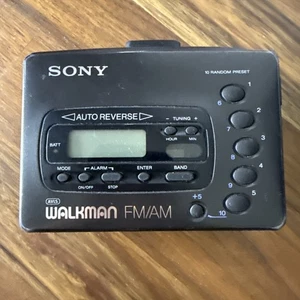 SONY
10 RANDOM PRESET
AUTO REVERSE
− TUNING +
HOUR MIN
BATT
MODE ALARM ENTER BAND
ON/OFF STOP
1
6
2
7
3
8
4
9
5
+5
10
AVLS
WALKMAN FM/AM